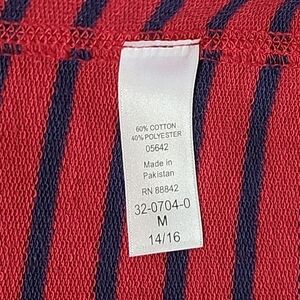 60% COTTON
40% POLYESTER
05642
Made in
Pakistan
RN 88842
32-0704-0
M
14/16